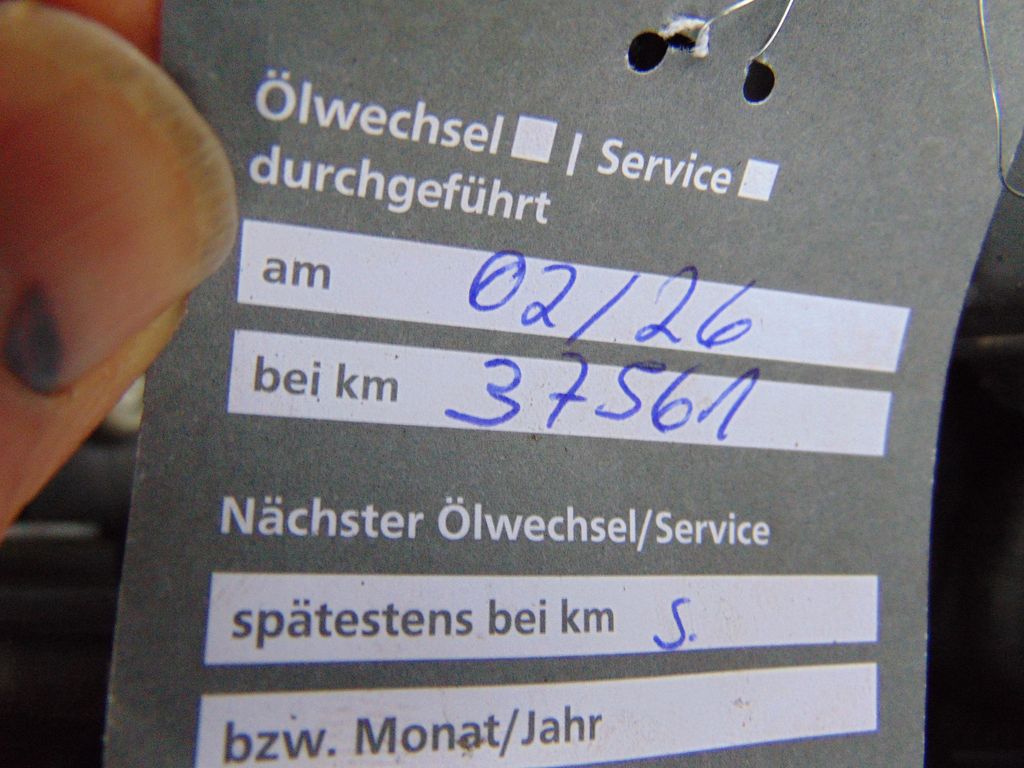 Ölwechsel | Service
durchgeführt
am 02/26
bei km 37561
Nächster Ölwechsel/Service
spätestens bei km S.
bzw. Monat/Jahr